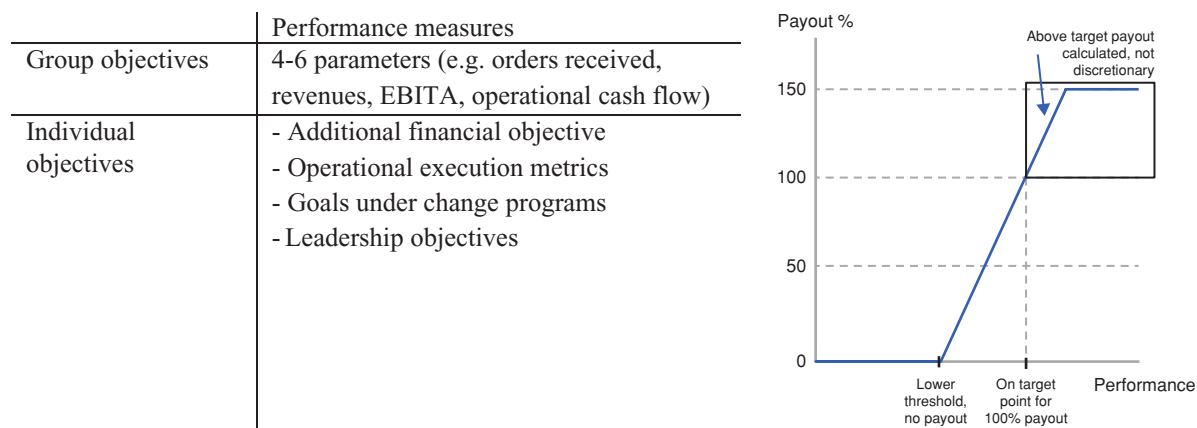 Performance measures
Group objectives
4-6 parameters (e.g. orders received,
revenues, EBITA, operational cash flow)
Individual
objectives
- Additional financial objective
- Operational execution metrics
- Goals under change programs
- Leadership objectives
Payout %
Above target payout
calculated, not
discretionary
150
100
50
0
Lower
threshold,
no payout
On target
point for
100% payout
Performance